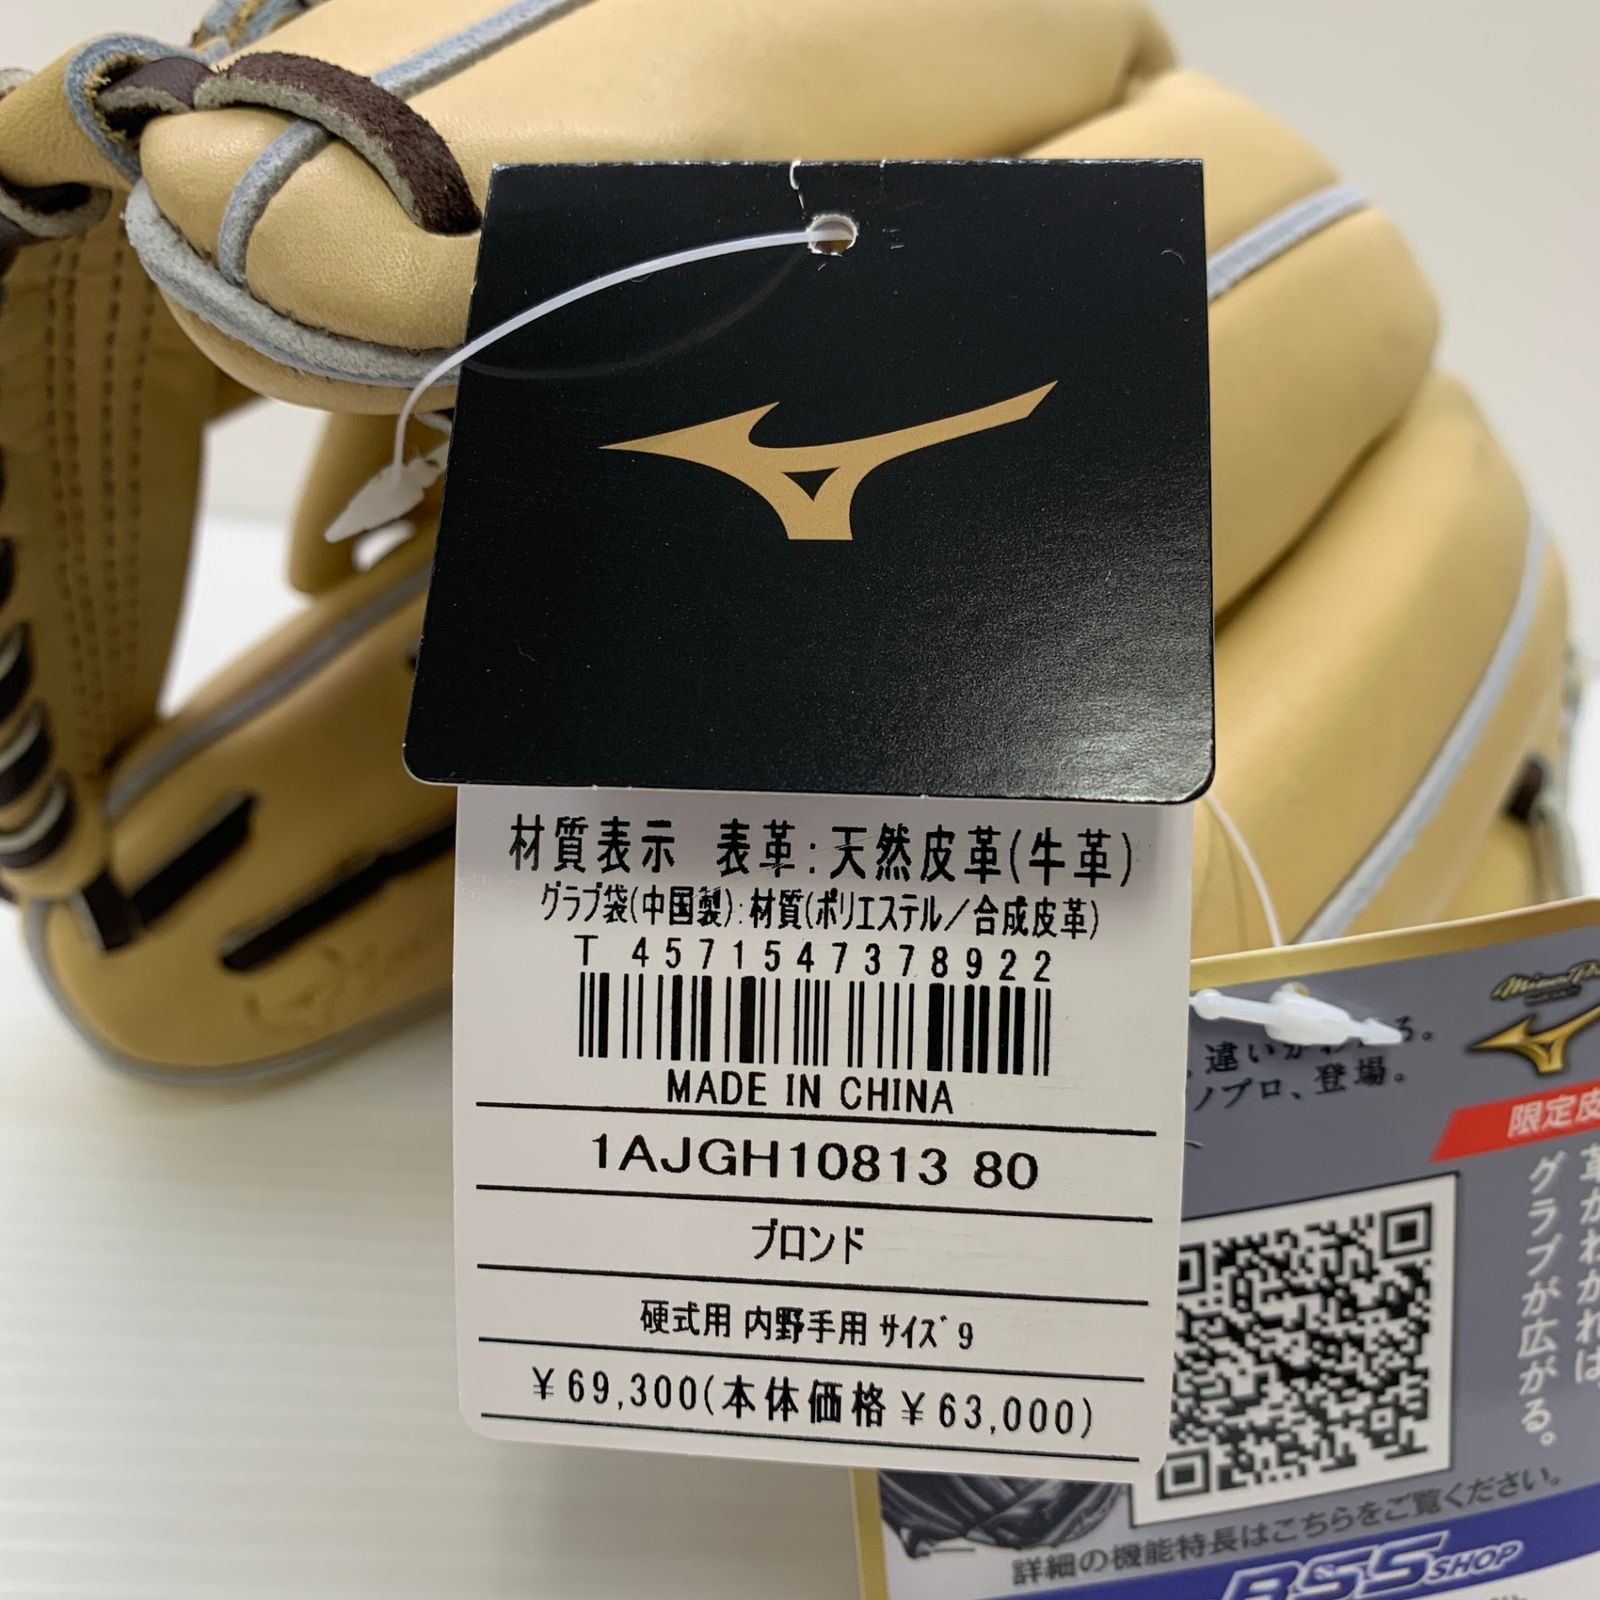 材質表示 表革:天然皮革(牛革)
グラブ袋(中国製):材質(ポリエステル/合成皮革)
T 4571547378922
MADE IN CHINA
1AJGH10813 80
ブロンド
硬式用 内野手用 サイズ 9
¥69,300(本体価格¥63,000)
Mizuno Pro
違いがわ
プロ、登場。
限定皮
革がわかれば
グラブが広がる。
詳細の機能特長はこちらをご覧ください。
BSS SHOP